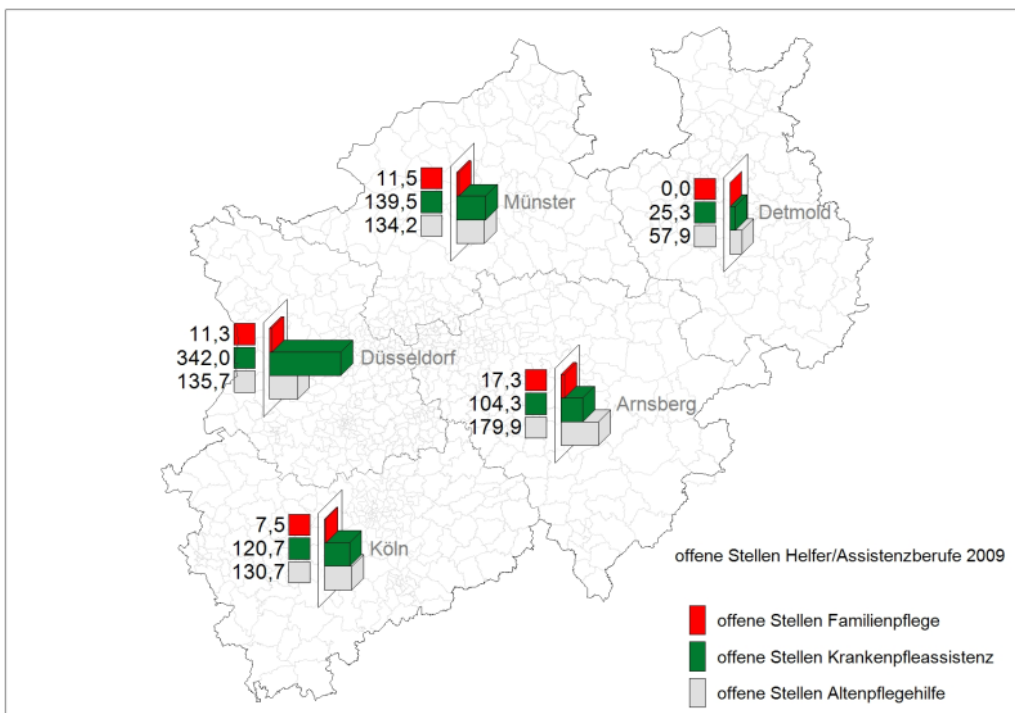 11,5
139,5
134,2
Münster
0,0
25,3
57,9
Detmold
11,3
342,0
135,7
Düsseldorf
17,3
104,3
179,9
Arnsberg
7,5
120,7
130,7
Köln
offene Stellen Helfer/Assistenzberufe 2009
offene Stellen Familienpflege
offene Stellen Krankenpfleassistenz
offene Stellen Altenpflegehilfe